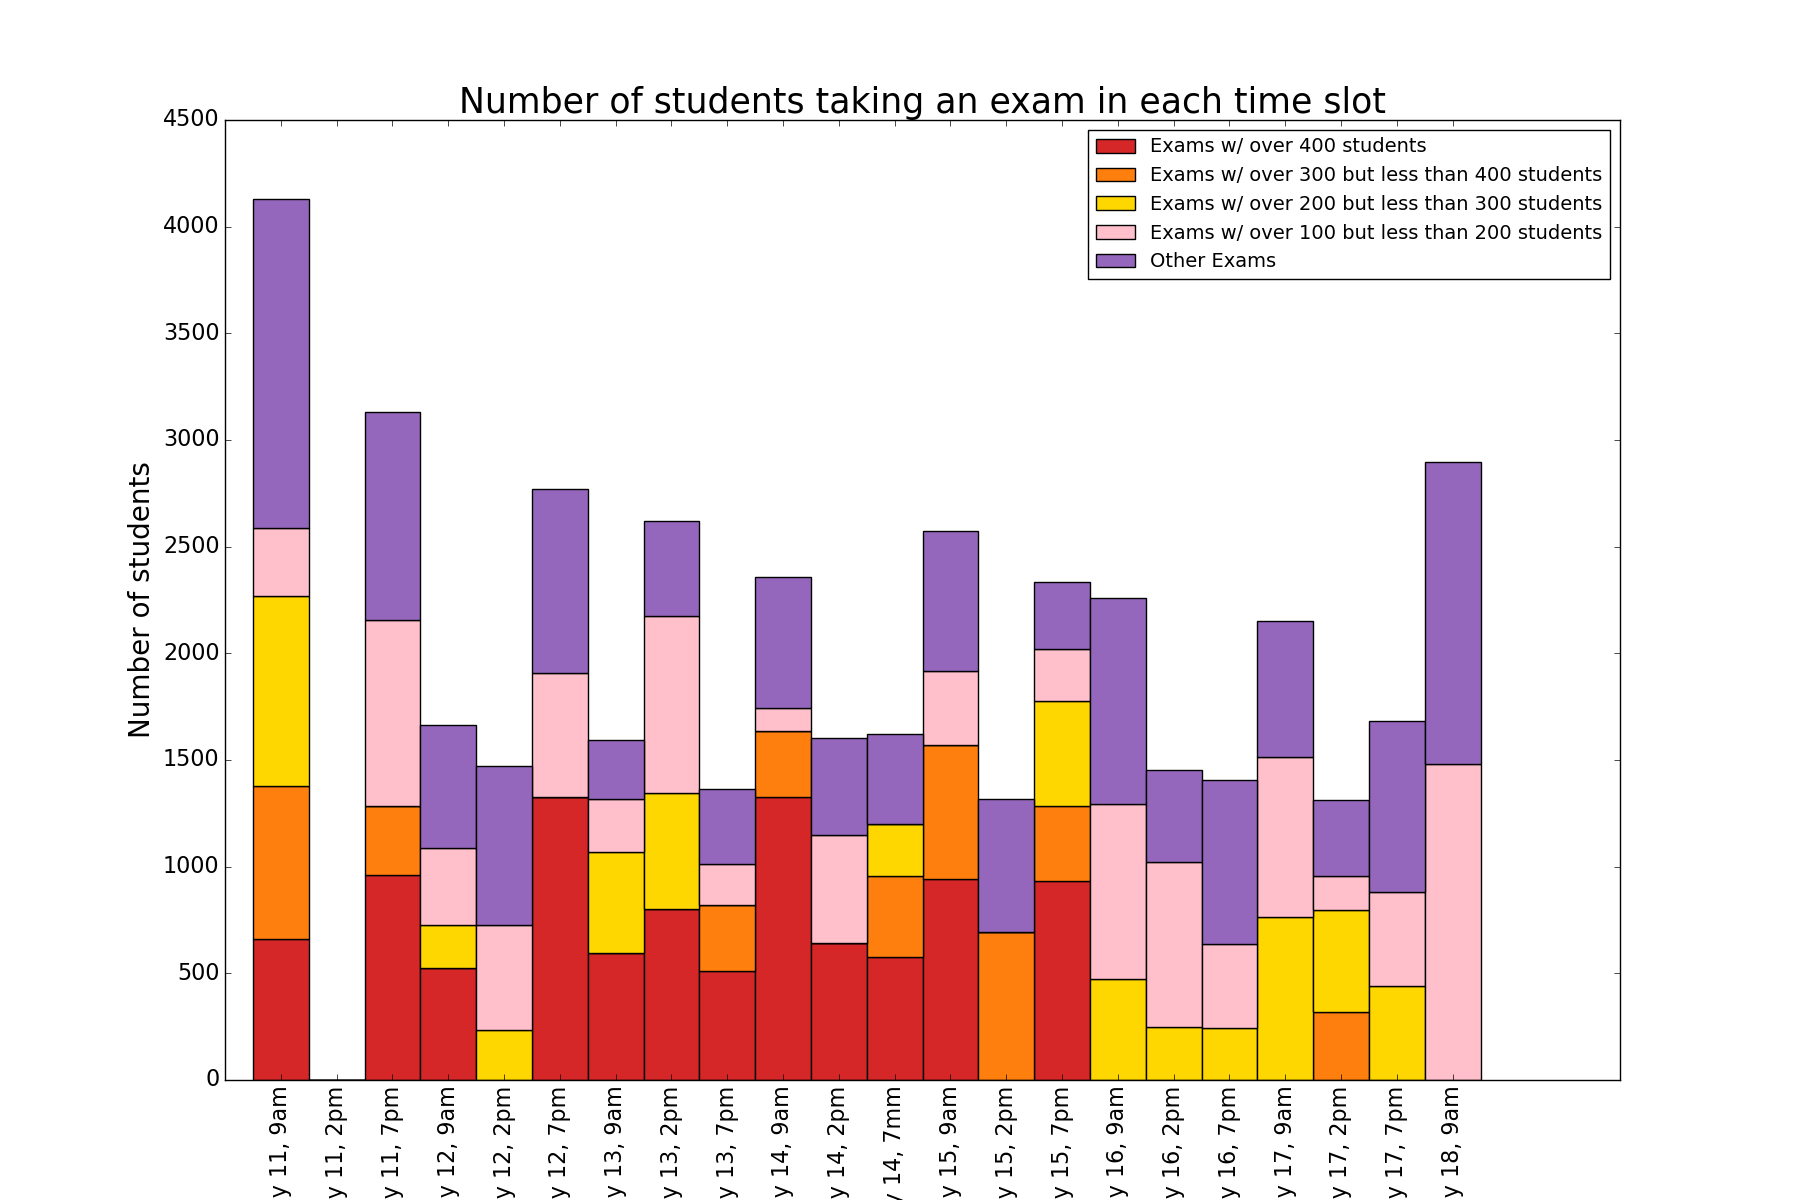 Number of students taking an exam in each time slot
4500
4000
3500
3000
2500
2000
1500
1000
500
0
Number of students
Exams w/ over 400 students
Exams w/ over 300 but less than 400 students
Exams w/ over 200 but less than 300 students
Exams w/ over 100 but less than 200 students
Other Exams
y 11, 9am
y 11, 2pm
y 11, 7pm
y 12, 9am
y 12, 2pm
y 12, 7pm
y 13, 9am
y 13, 2pm
y 13, 7pm
y 14, 9am
y 14, 2pm
y 14, 7mm
y 15, 9am
y 15, 2pm
y 15, 7pm
y 16, 9am
y 16, 2pm
y 16, 7pm
y 17, 9am
y 17, 2pm
y 17, 7pm
y 18, 9am